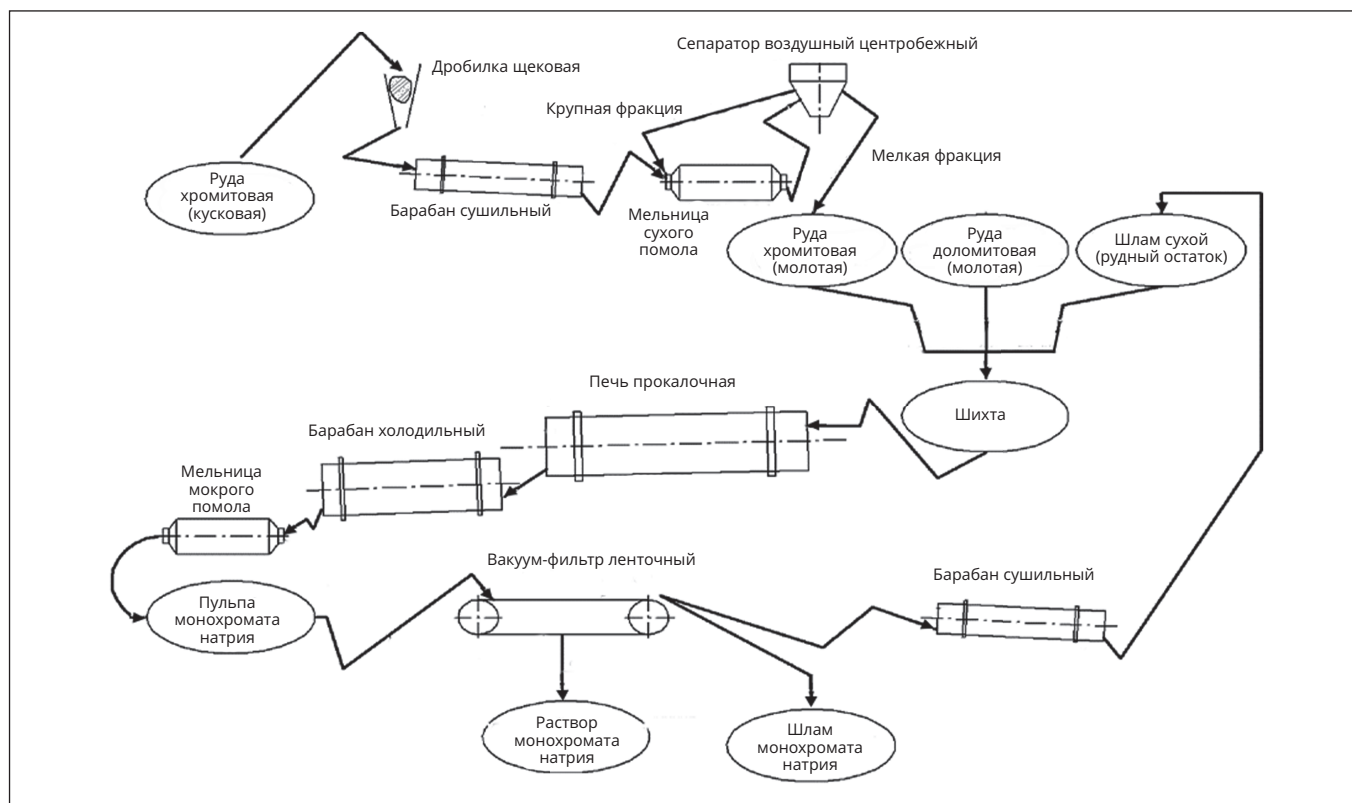 Сепаратор воздушный центробежный
Дробилка щековая
Крупная фракция
Мелкая фракция
Руда
хромитовая
(кусковая)
Барабан сушильный
Мельница
сухого
помола
Руда
хромитовая
(молотая)
Руда
доломитовая
(молотая)
Шлам сухой
(рудный остаток)
Печь прокалочная
Шихта
Барабан холодильный
Мельница
мокрого
помола
Вакуум-фильтр ленточный
Барабан сушильный
Пульпа
монохромата
натрия
Раствор
монохромата
натрия
Шлам
монохромата
натрия